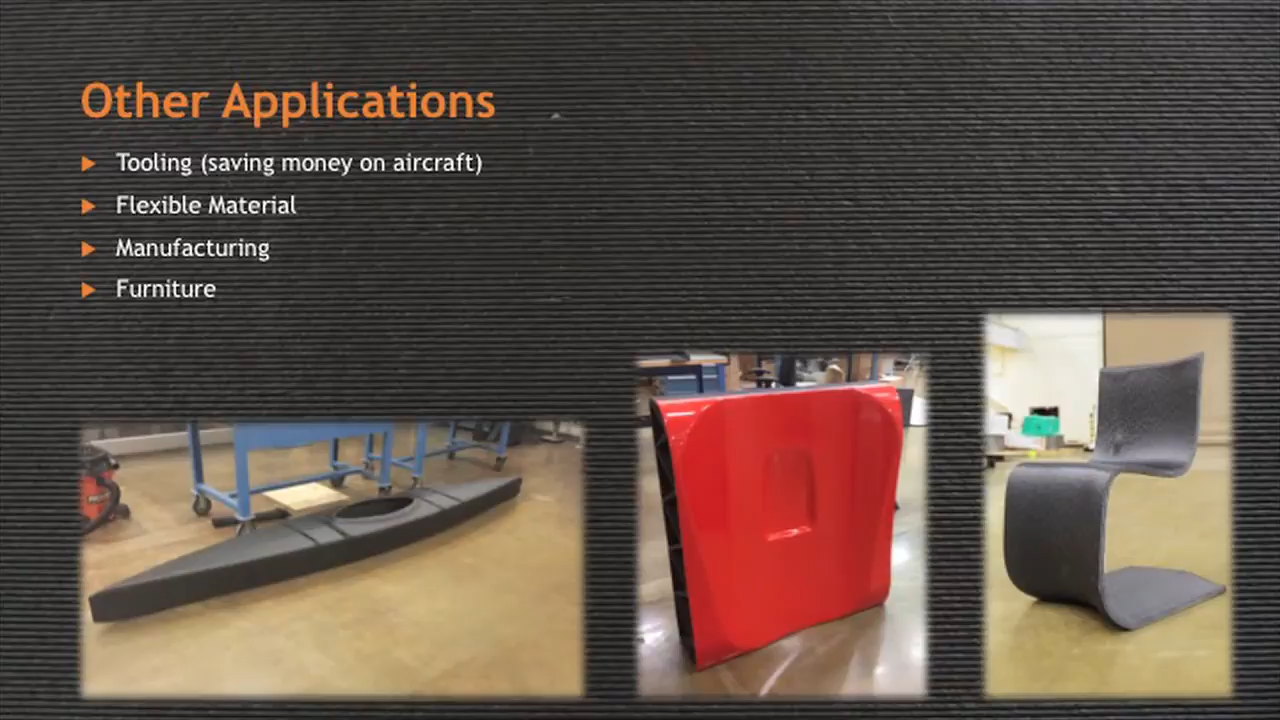 Other Applications
Tooling (saving money on aircraft)
Flexible Material
Manufacturing
Furniture